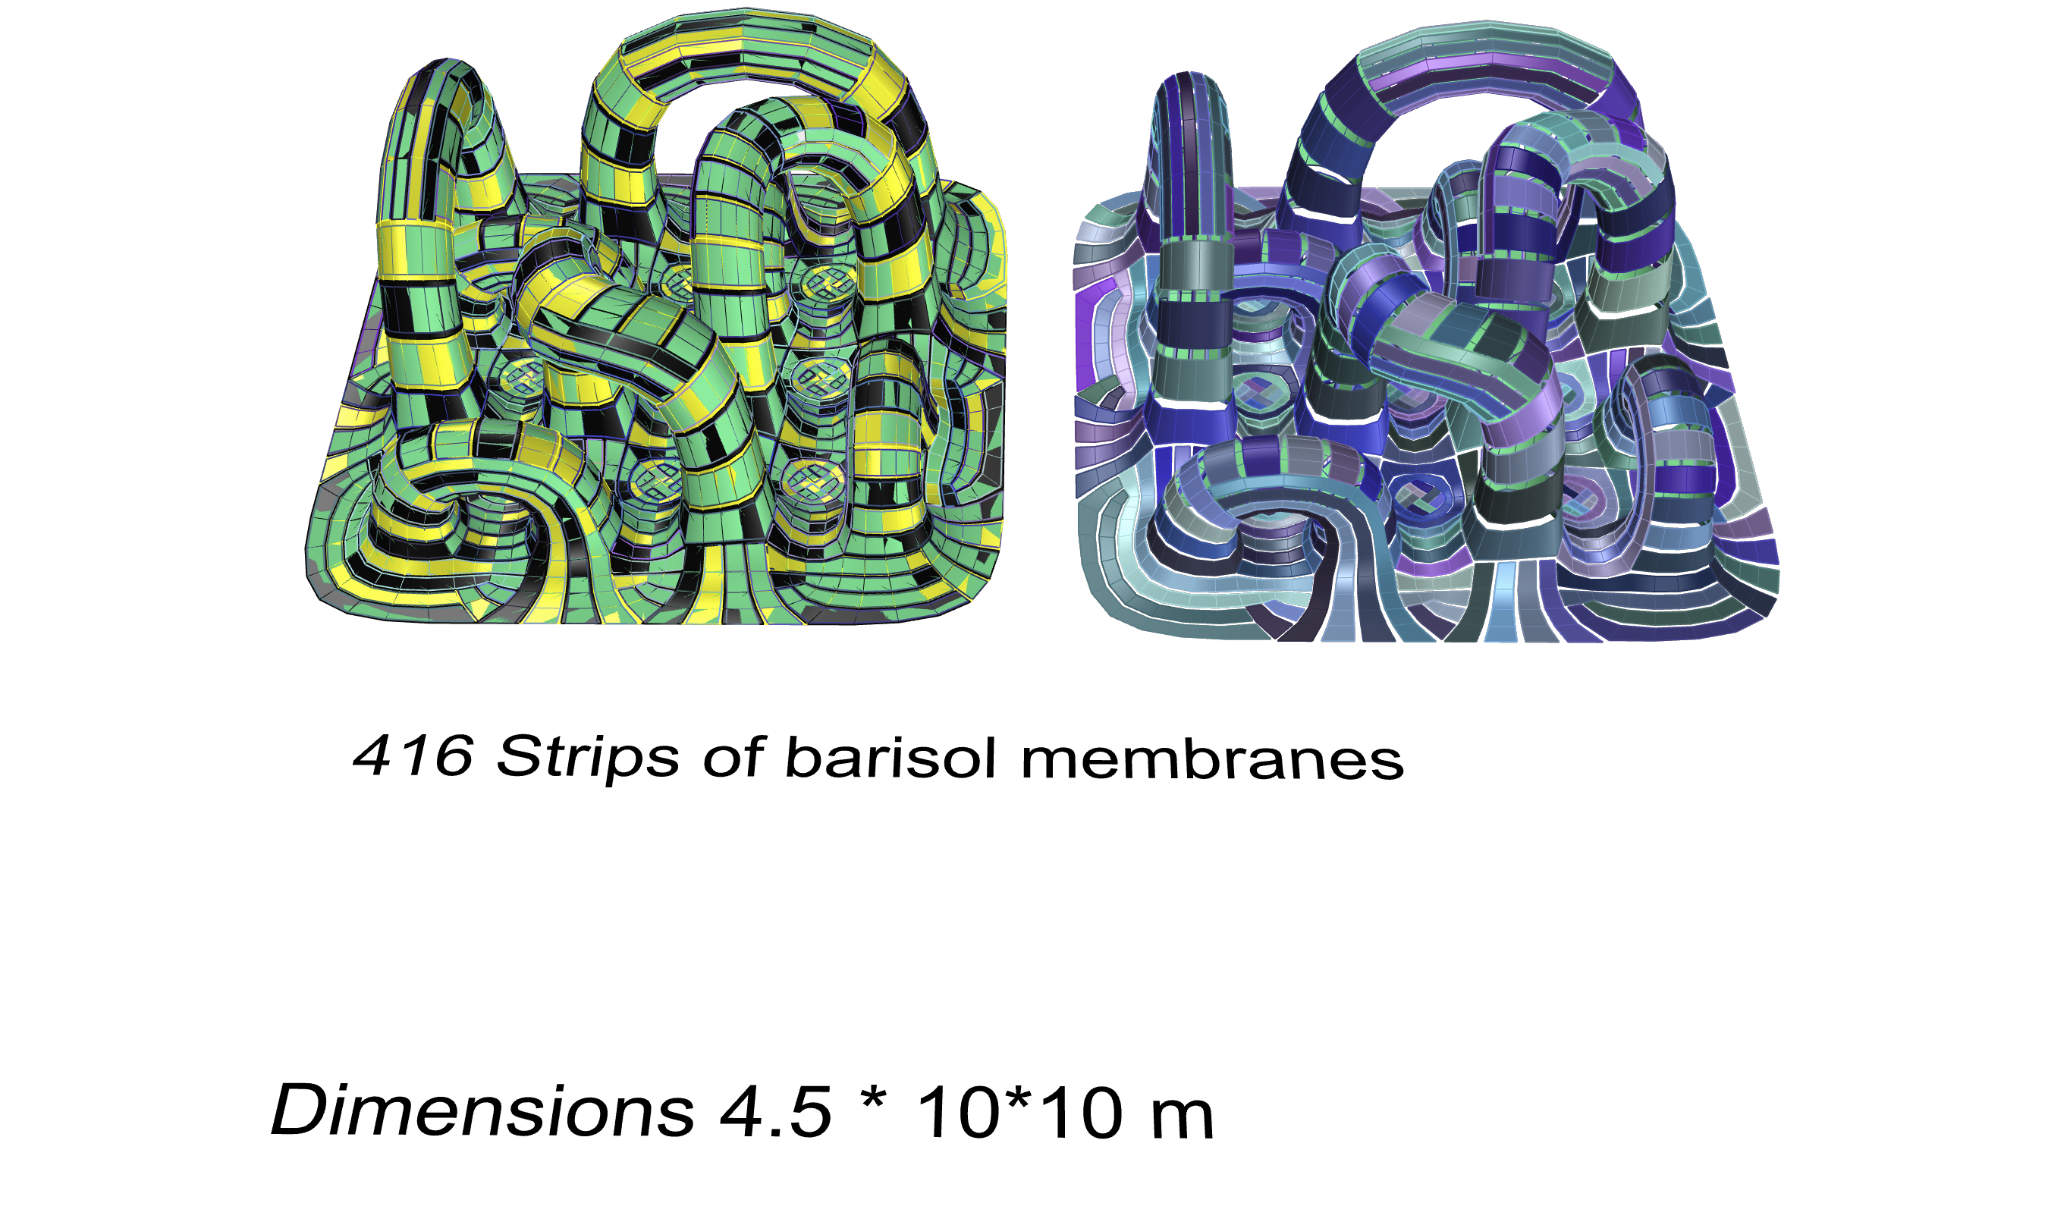 416 Strips of barisol membranes
Dimensions 4.5 * 10*10 m